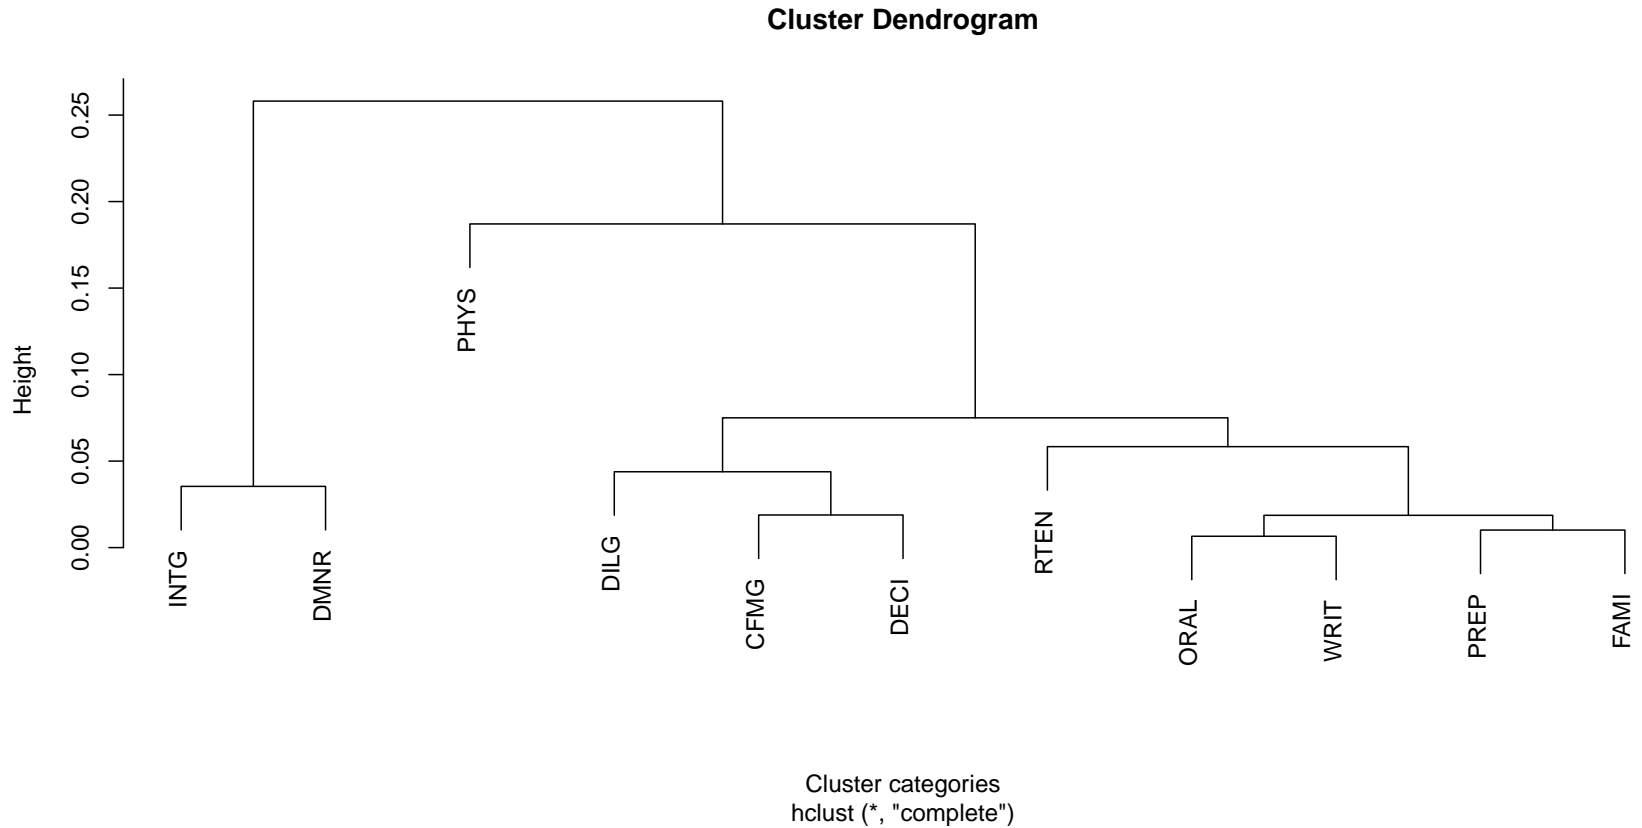 Cluster Dendrogram
Height
0.25
0.20
0.15
0.10
0.05
0.00
INTG
DMNR
PHYS
DILG
CFMG
DECI
RTEN
ORAL
WRIT
PREP
FAMI
Cluster categories
hclust (*, "complete")